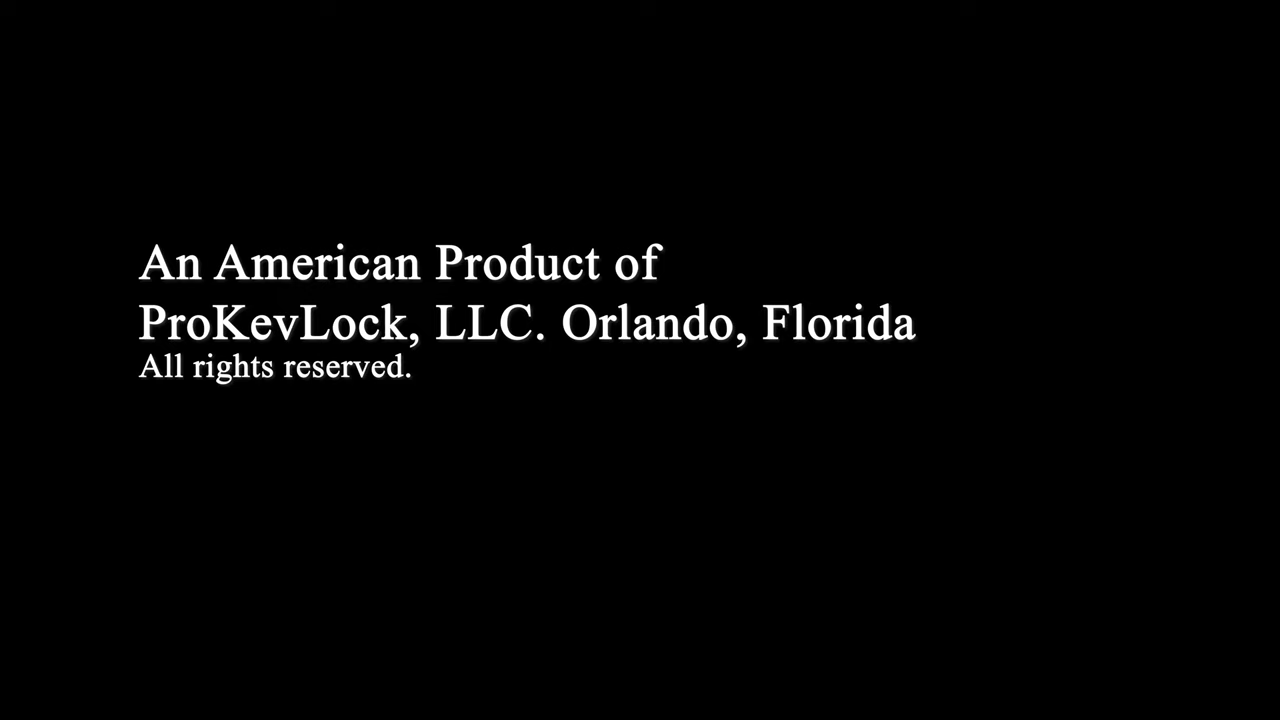 An American Product of
ProKevLock, LLC. Orlando, Florida
All rights reserved.